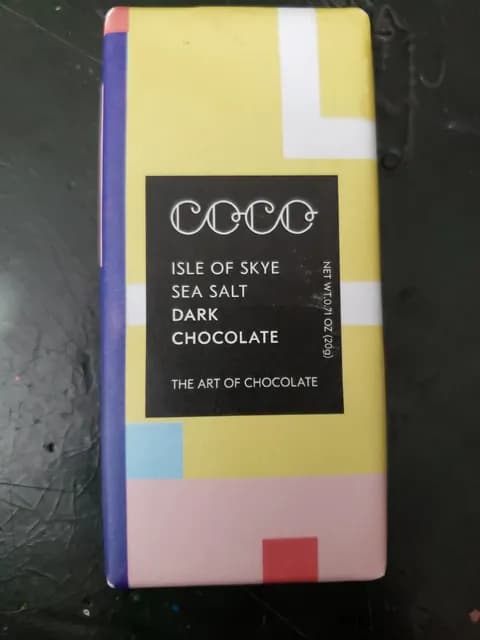 COCO
ISLE OF SKYE
SEA SALT
DARK
CHOCOLATE
THE ART OF CHOCOLATE
NET WT.0.71 OZ (20g)